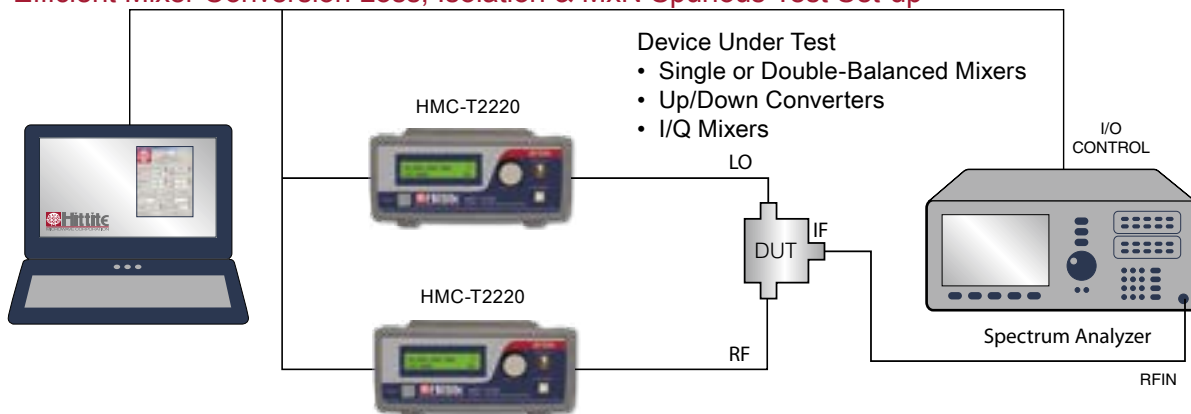 Efficient Mixer Conversion Loss, Isolation & MxN Spurious Test Set-up
Device Under Test
• Single or Double-Balanced Mixers
• Up/Down Converters
• I/Q Mixers
HMC-T2220
I/O
CONTROL
LO
Hittite
IF
DUT
HMC-T2220
RF
Spectrum Analyzer
RFIN